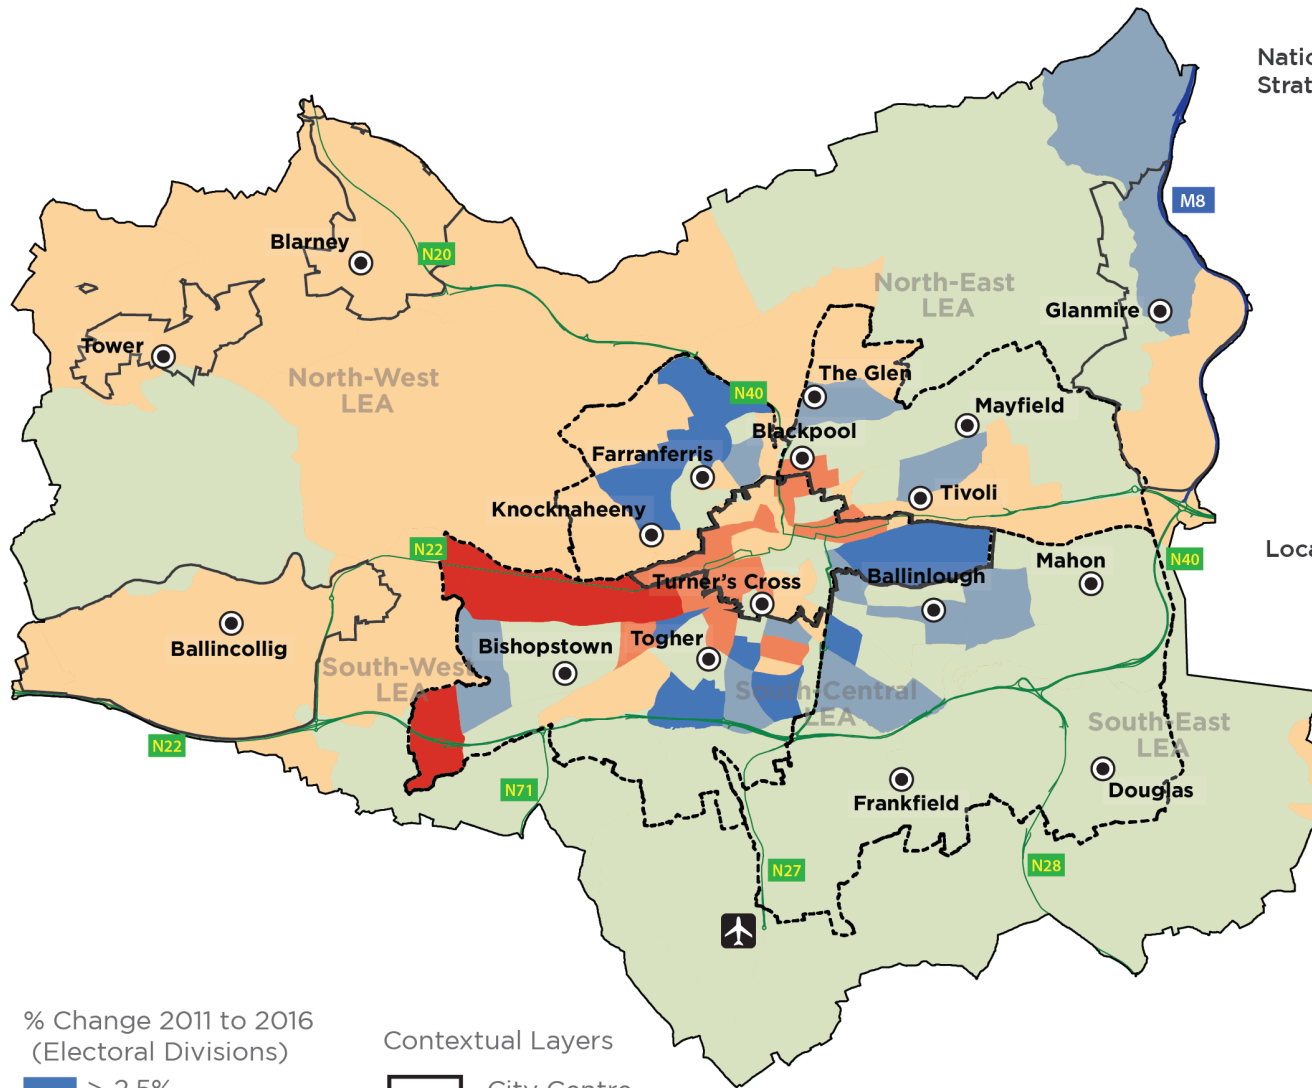 Natio
Strat
M8
Blarney
N20
North-East
LEA
Glanmire
Tower
North-West
LEA
The Glen
N40
Mayfield
Blackpool
Farranferris
Tivoli
Knocknaheeny
N22
Loca
Mahon
N40
Turner's Cross
Ballinlough
Ballincollig
Bishopstown
Togher
South-West
LEA
South-Central
LEA
South-East
LEA
N22
N71
Frankfield
Douglas
N27
N28
% Change 2011 to 2016
(Electoral Divisions)
Contextual Layers